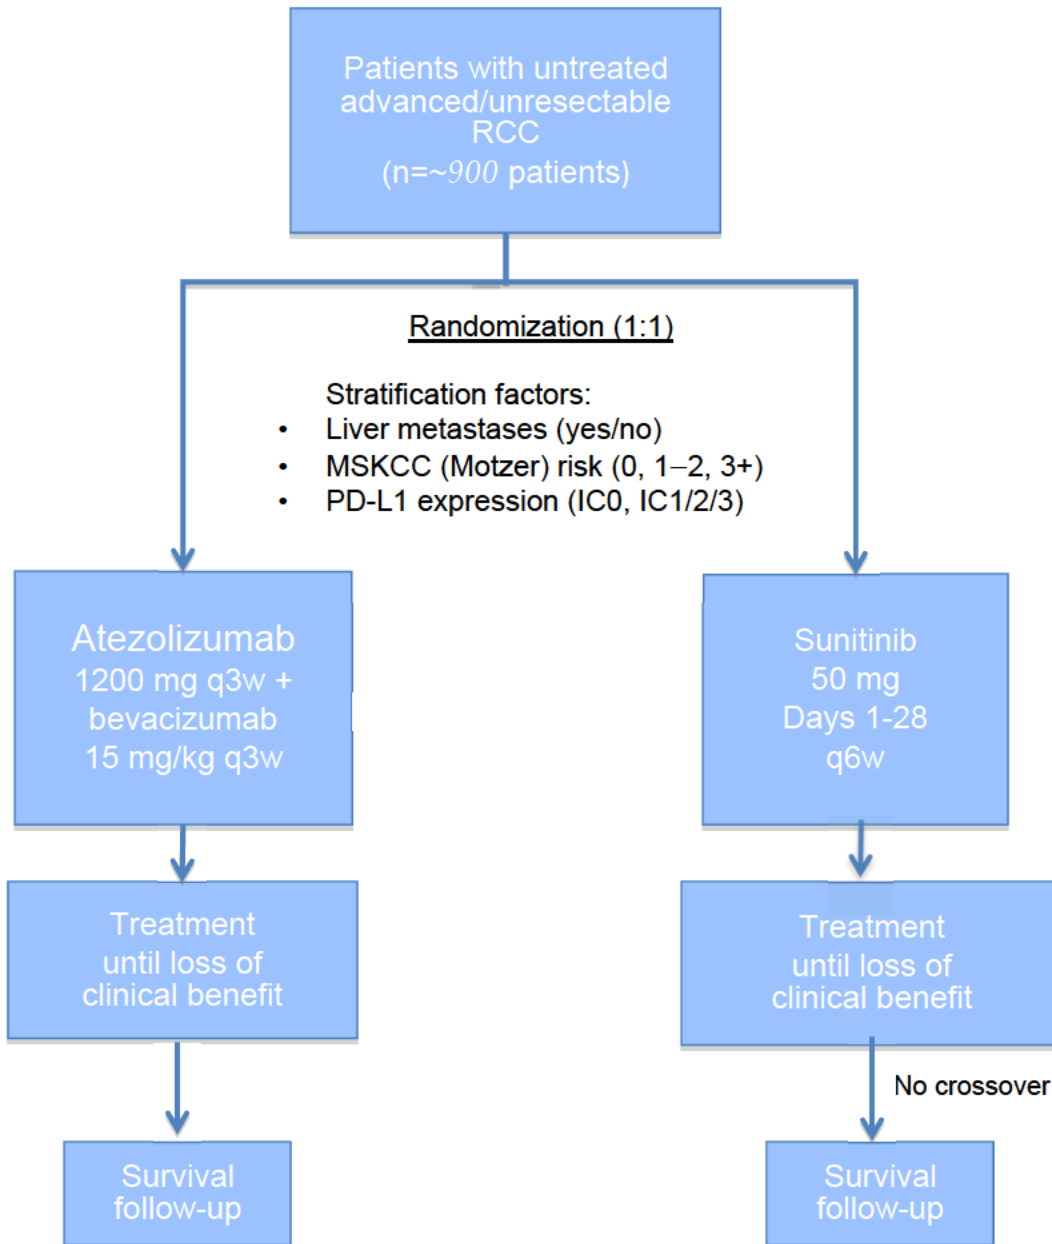 Patients with untreated
advanced/unresectable
RCC
(n=~900 patients)
Randomization (1:1)
Stratification factors:
• Liver metastases (yes/no)
• MSKCC (Motzer) risk (0, 1–2, 3+)
• PD-L1 expression (IC0, IC1/2/3)
Atezolizumab
1200 mg q3w +
bevacizumab
15 mg/kg q3w
Sunitinib
50 mg
Days 1-28
q6w
Treatment
until loss of
clinical benefit
Treatment
until loss of
clinical benefit
No crossover
Survival
follow-up
Survival
follow-up